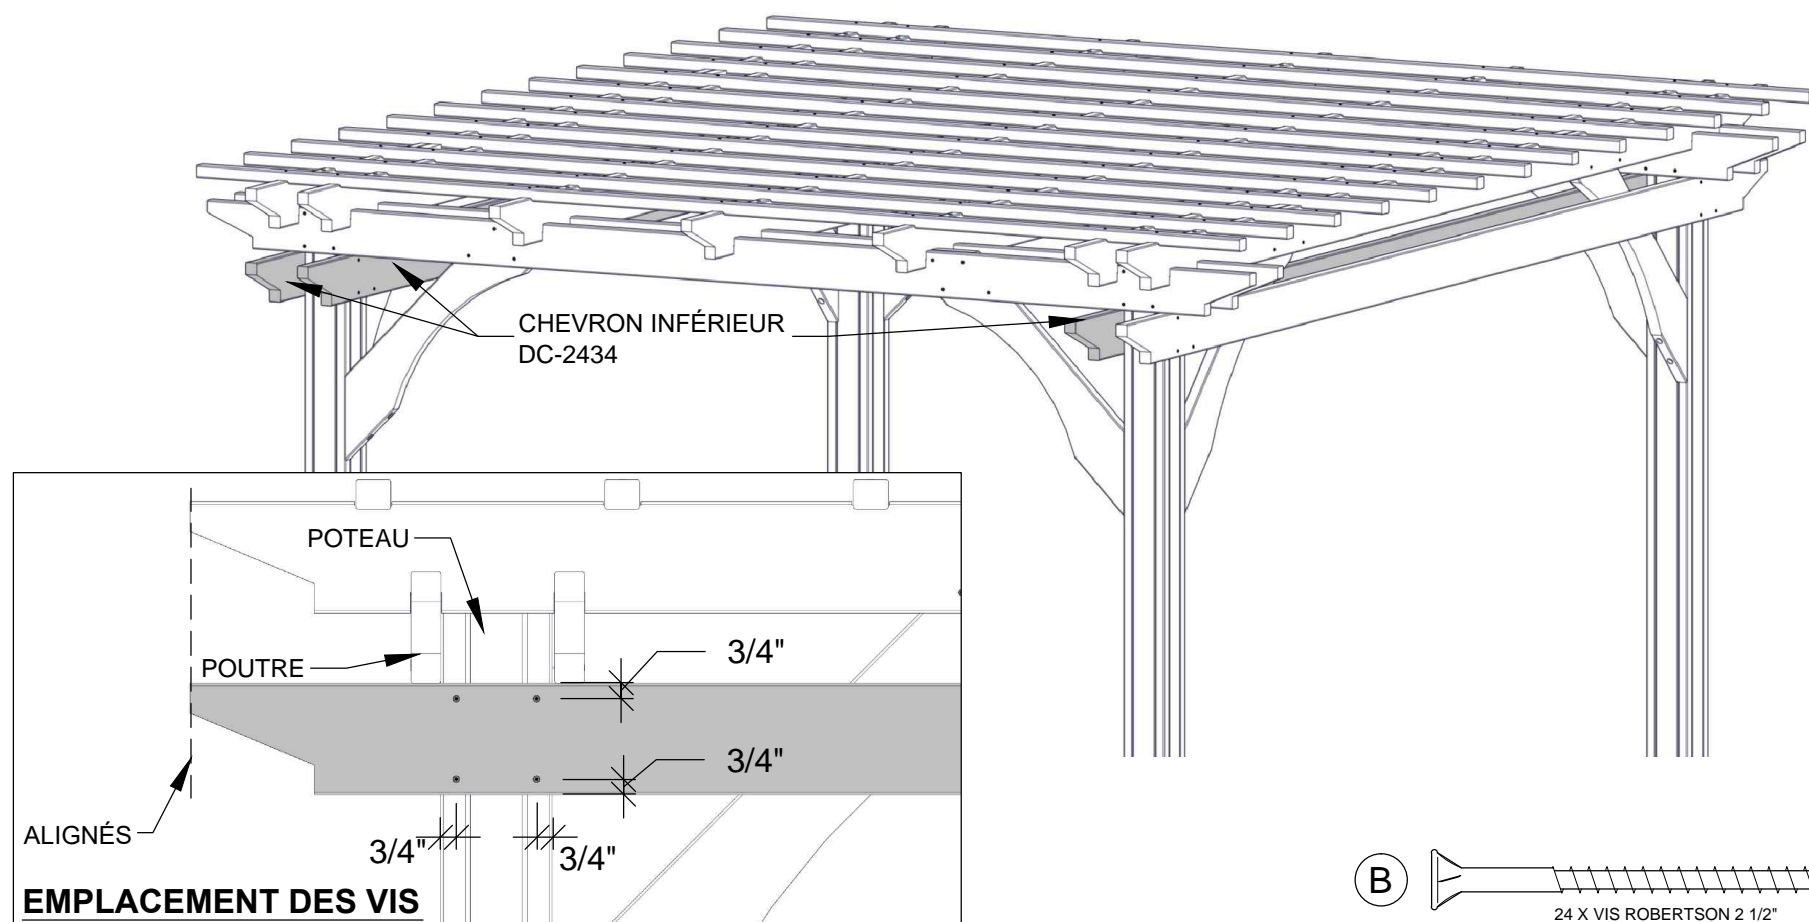 CHEVRON INFÉRIEUR
DC-2434
POTEAU
3/4"
POUTRE
3/4"
ALIGNÉS
3/4"
3/4"
EMPLACEMENT DES VIS
B
24 X VIS ROBERTSON 2 1/2"